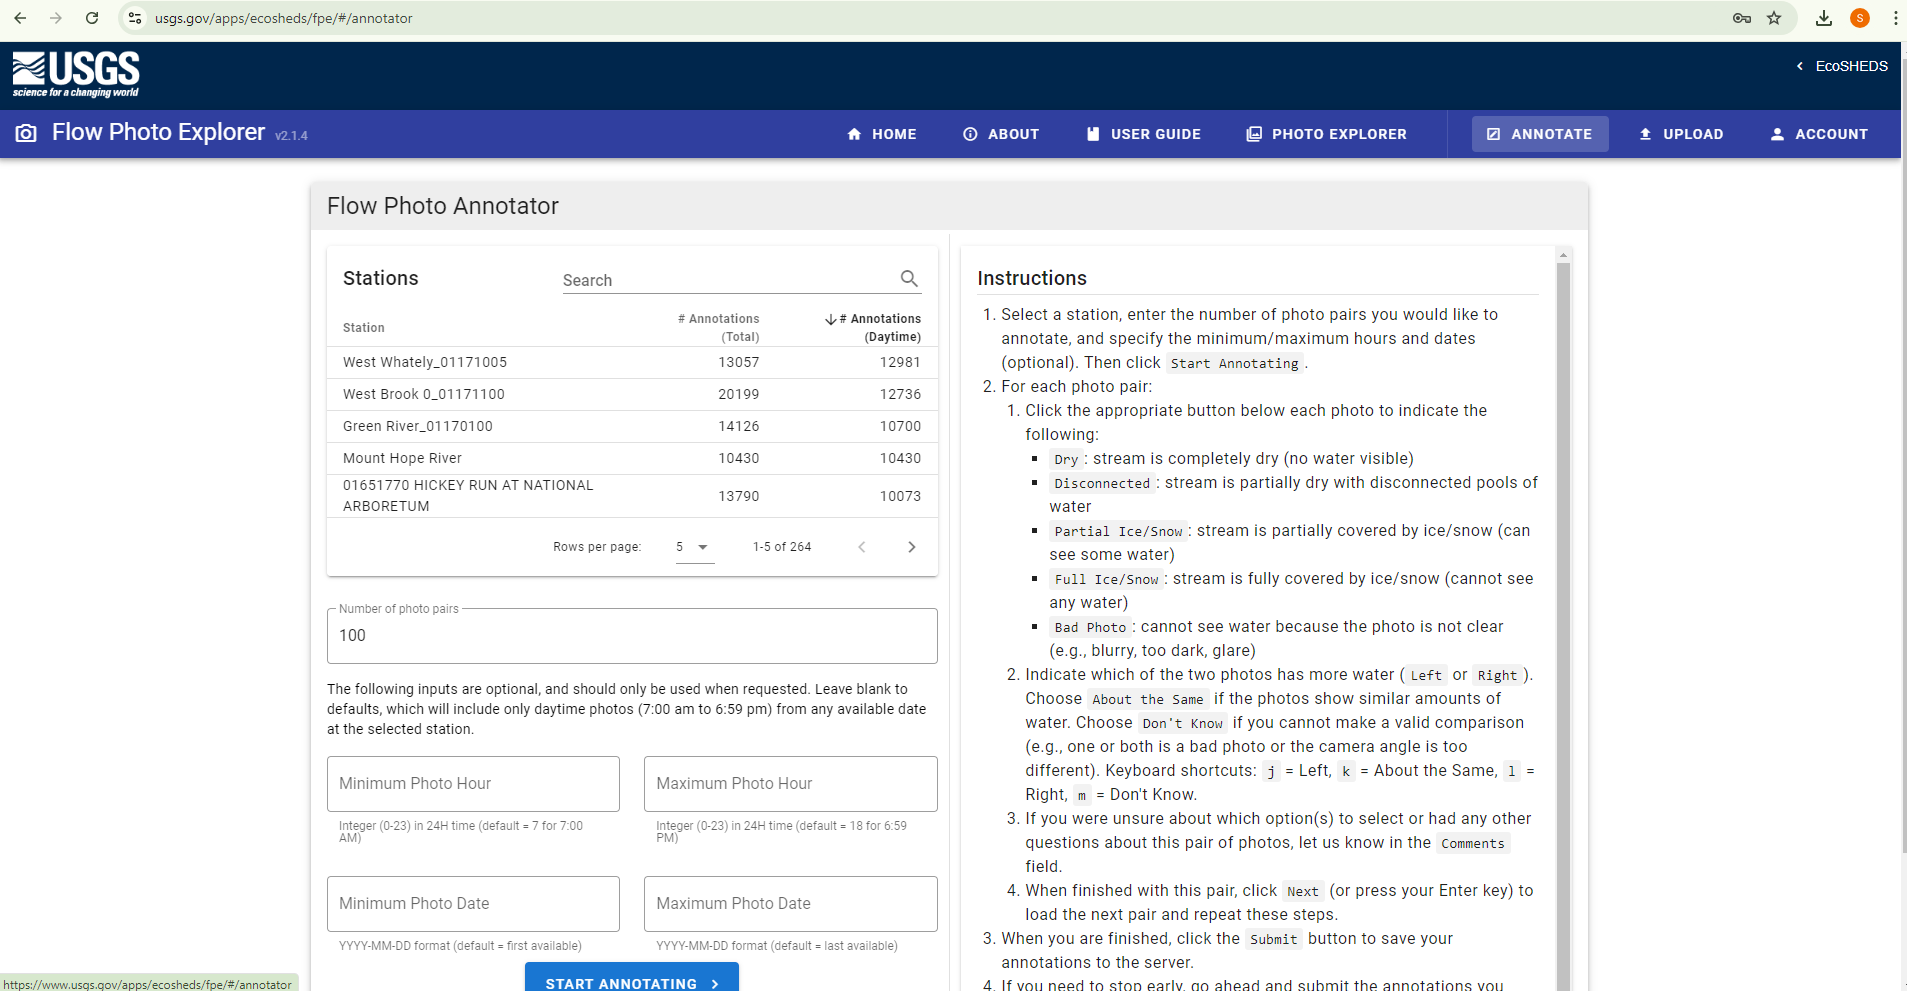 usgs.gov/apps/ecosheds/fpe/#/annotator
S
USGS
science for a changing world
EcoSHEDS
Flow Photo Explorer v2.1.4
HOME
ABOUT
USER GUIDE
PHOTO EXPLORER
ANNOTATE
UPLOAD
ACCOUNT
Flow Photo Annotator
Stations
Search
Station
# Annotations
(Total)
# Annotations
(Daytime)
West Whately_01171005 13057 12981
West Brook 0_01171100 20199 12736
Green River_01170100 14126 10700
Mount Hope River 10430 10430
01651770 HICKEY RUN AT NATIONAL
ARBORETUM 13790 10073
Rows per page: 5 1-5 of 264
Number of photo pairs
100
The following inputs are optional, and should only be used when requested. Leave blank to
defaults, which will include only daytime photos (7:00 am to 6:59 pm) from any available date
at the selected station.
Minimum Photo Hour
Integer (0-23) in 24H time (default = 7 for 7:00
AM)
Maximum Photo Hour
Integer (0-23) in 24H time (default = 18 for 6:59
PM)
Minimum Photo Date
YYYY-MM-DD format (default = first available)
Maximum Photo Date
YYYY-MM-DD format (default = last available)
START ANNOTATING
Instructions
1. Select a station, enter the number of photo pairs you would like to
annotate, and specify the minimum/maximum hours and dates
(optional). Then click Start Annotating.
2. For each photo pair:
1. Click the appropriate button below each photo to indicate the
following:
Dry: stream is completely dry (no water visible)
Disconnected: stream is partially dry with disconnected pools of
water
Partial Ice/Snow: stream is partially covered by ice/snow (can
see some water)
Full Ice/Snow: stream is fully covered by ice/snow (cannot see
any water)
Bad Photo: cannot see water because the photo is not clear
(e.g., blurry, too dark, glare)
2. Indicate which of the two photos has more water (Left or Right).
Choose About the Same if the photos show similar amounts of
water. Choose Don't Know if you cannot make a valid comparison
(e.g., one or both is a bad photo or the camera angle is too
different). Keyboard shortcuts: j = Left, k = About the Same, l =
Right, m = Don't Know.
3. If you were unsure about which option(s) to select or had any other
questions about this pair of photos, let us know in the Comments
field.
4. When finished with this pair, click Next (or press your Enter key) to
load the next pair and repeat these steps.
3. When you are finished, click the Submit button to save your
annotations to the server.
4. If you need to stop early, go ahead and submit the annotations you
https://www.usgs.gov/apps/ecosheds/fpe/#/annotator